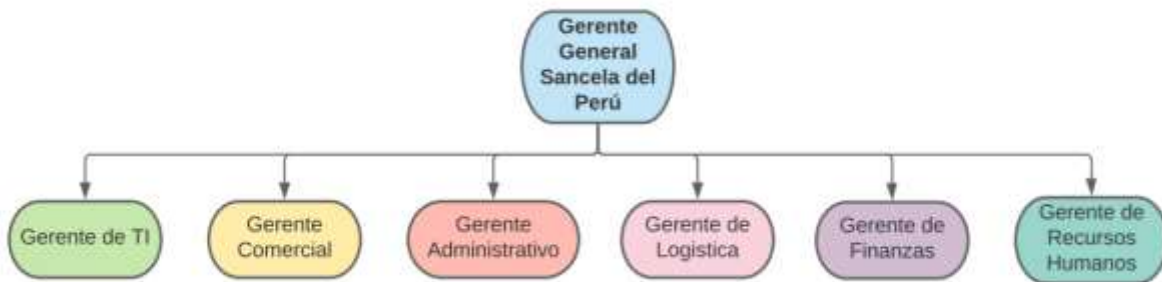 Gerente
General
Sancela del
Perú
Gerente de TI
Gerente
Comercial
Gerente
Administrativo
Gerente de
Logística
Gerente de
Finanzas
Gerente de
Recursos
Humanos